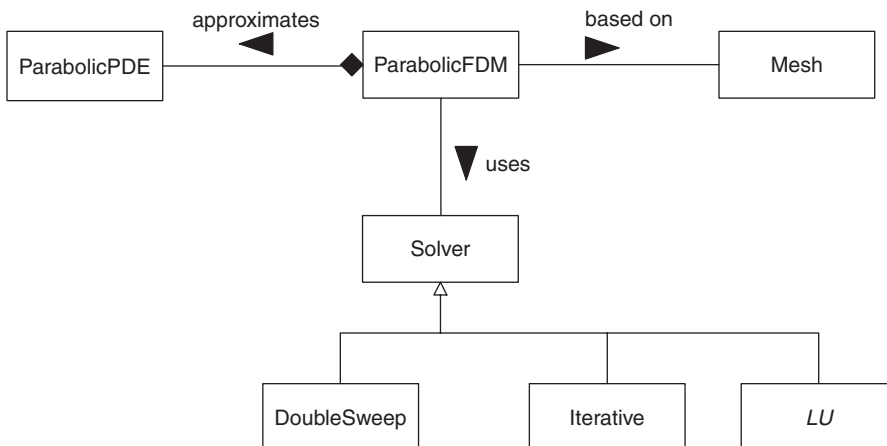 approximates
based on
ParabolicPDE
ParabolicFDM
Mesh
uses
Solver
DoubleSweep
Iterative
LU